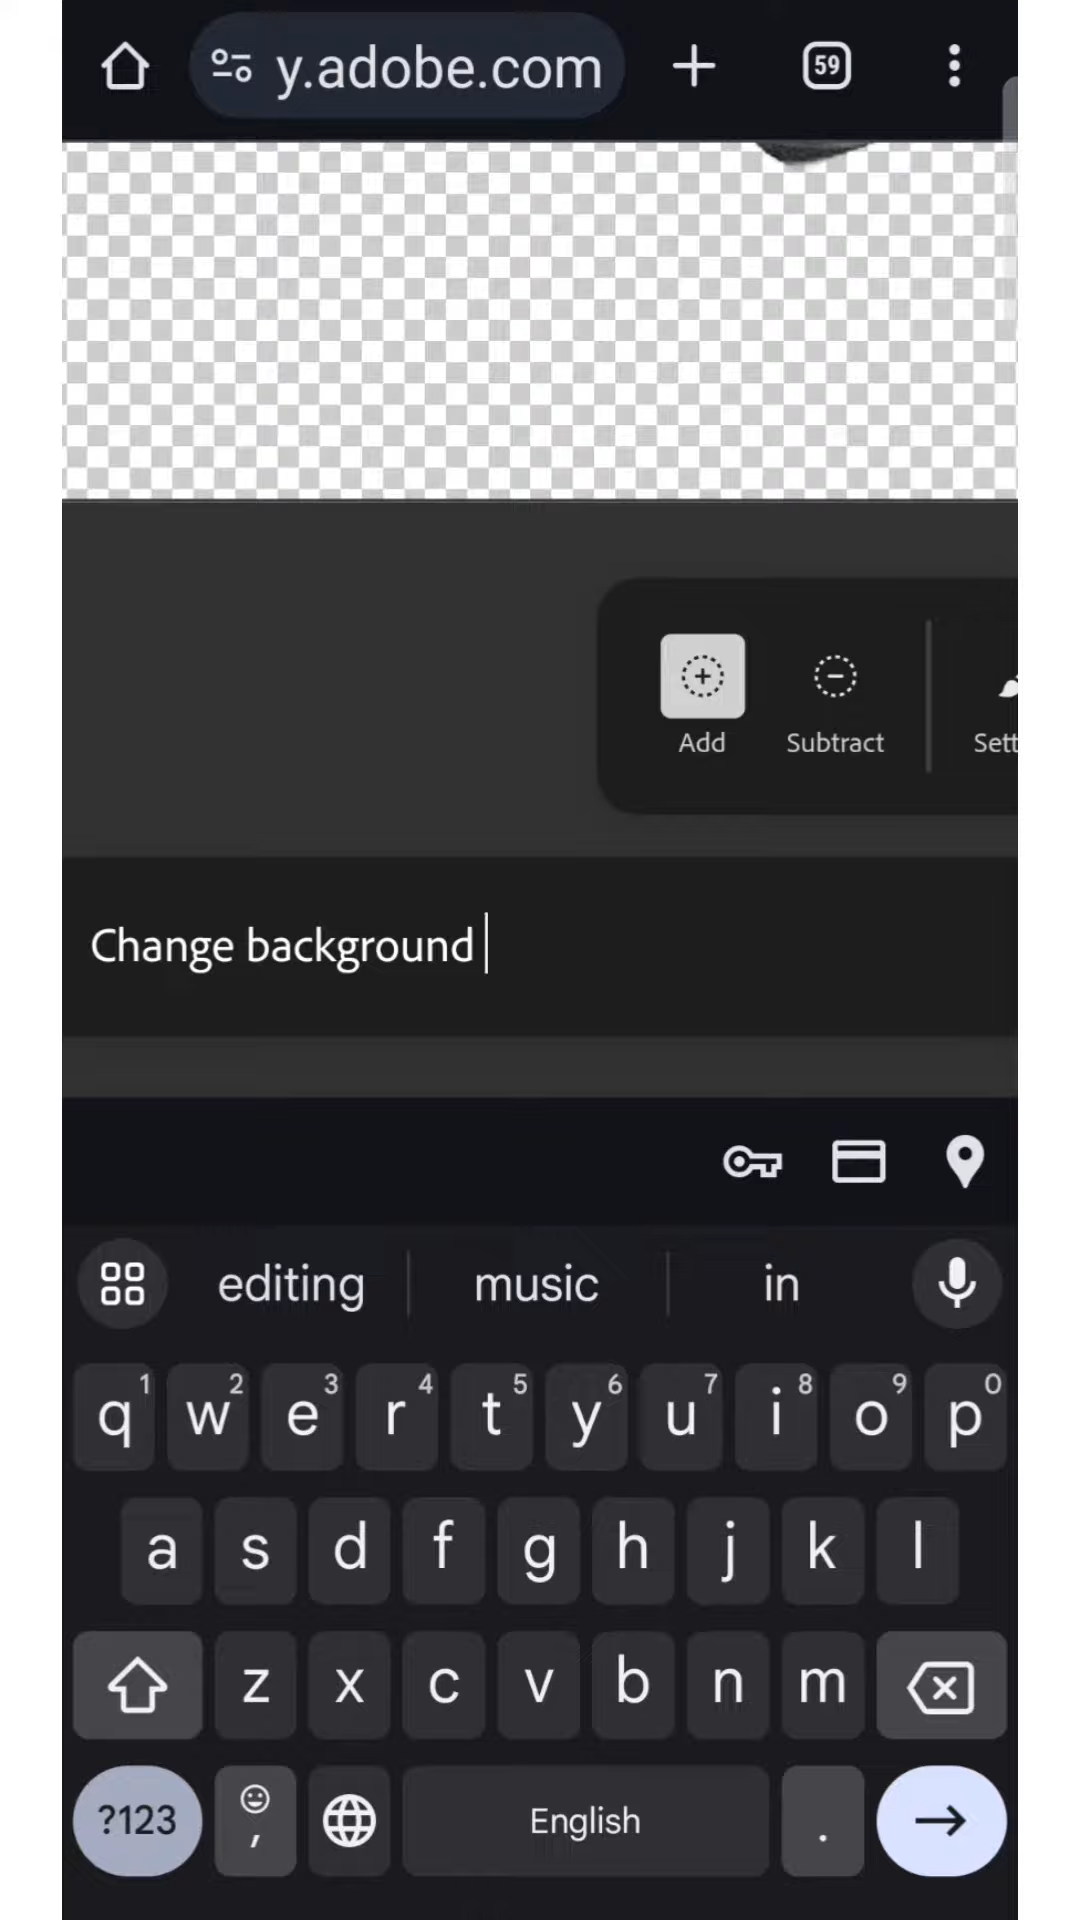 y.adobe.com
59
Add Subtract Sett
Change background
editing music in
q1 w2 e3 r4 t5 y6 u7 i8 o9 p0
a s d f g h j k l
z x c v b n m
?123 , English .